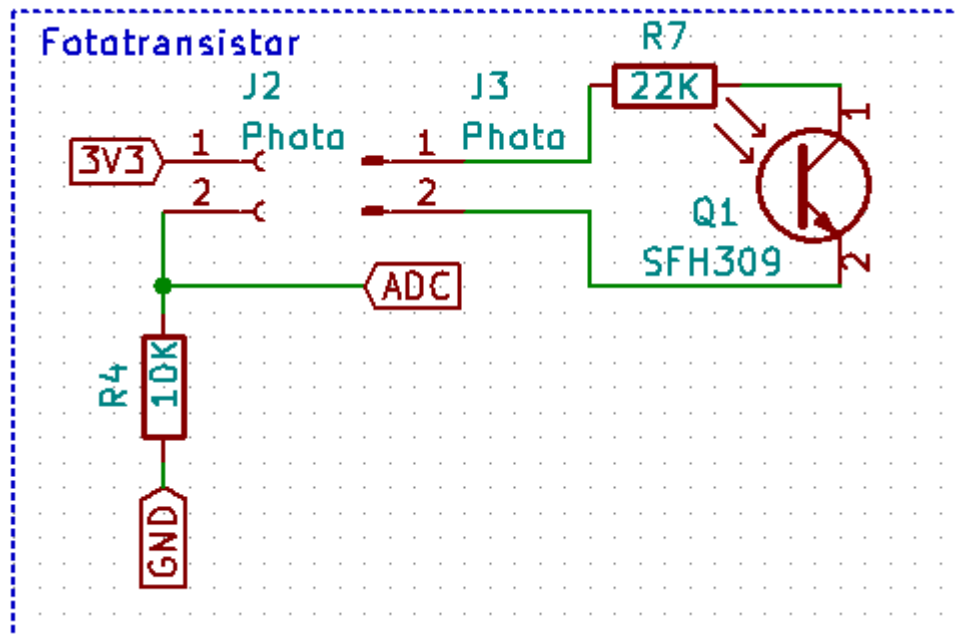 Fototransistor
R7
22K
J2
Photo
J3
Photo
3V3
1
2
1
2
1
Q1
SFH309
2
ADC
R4
10K
GND